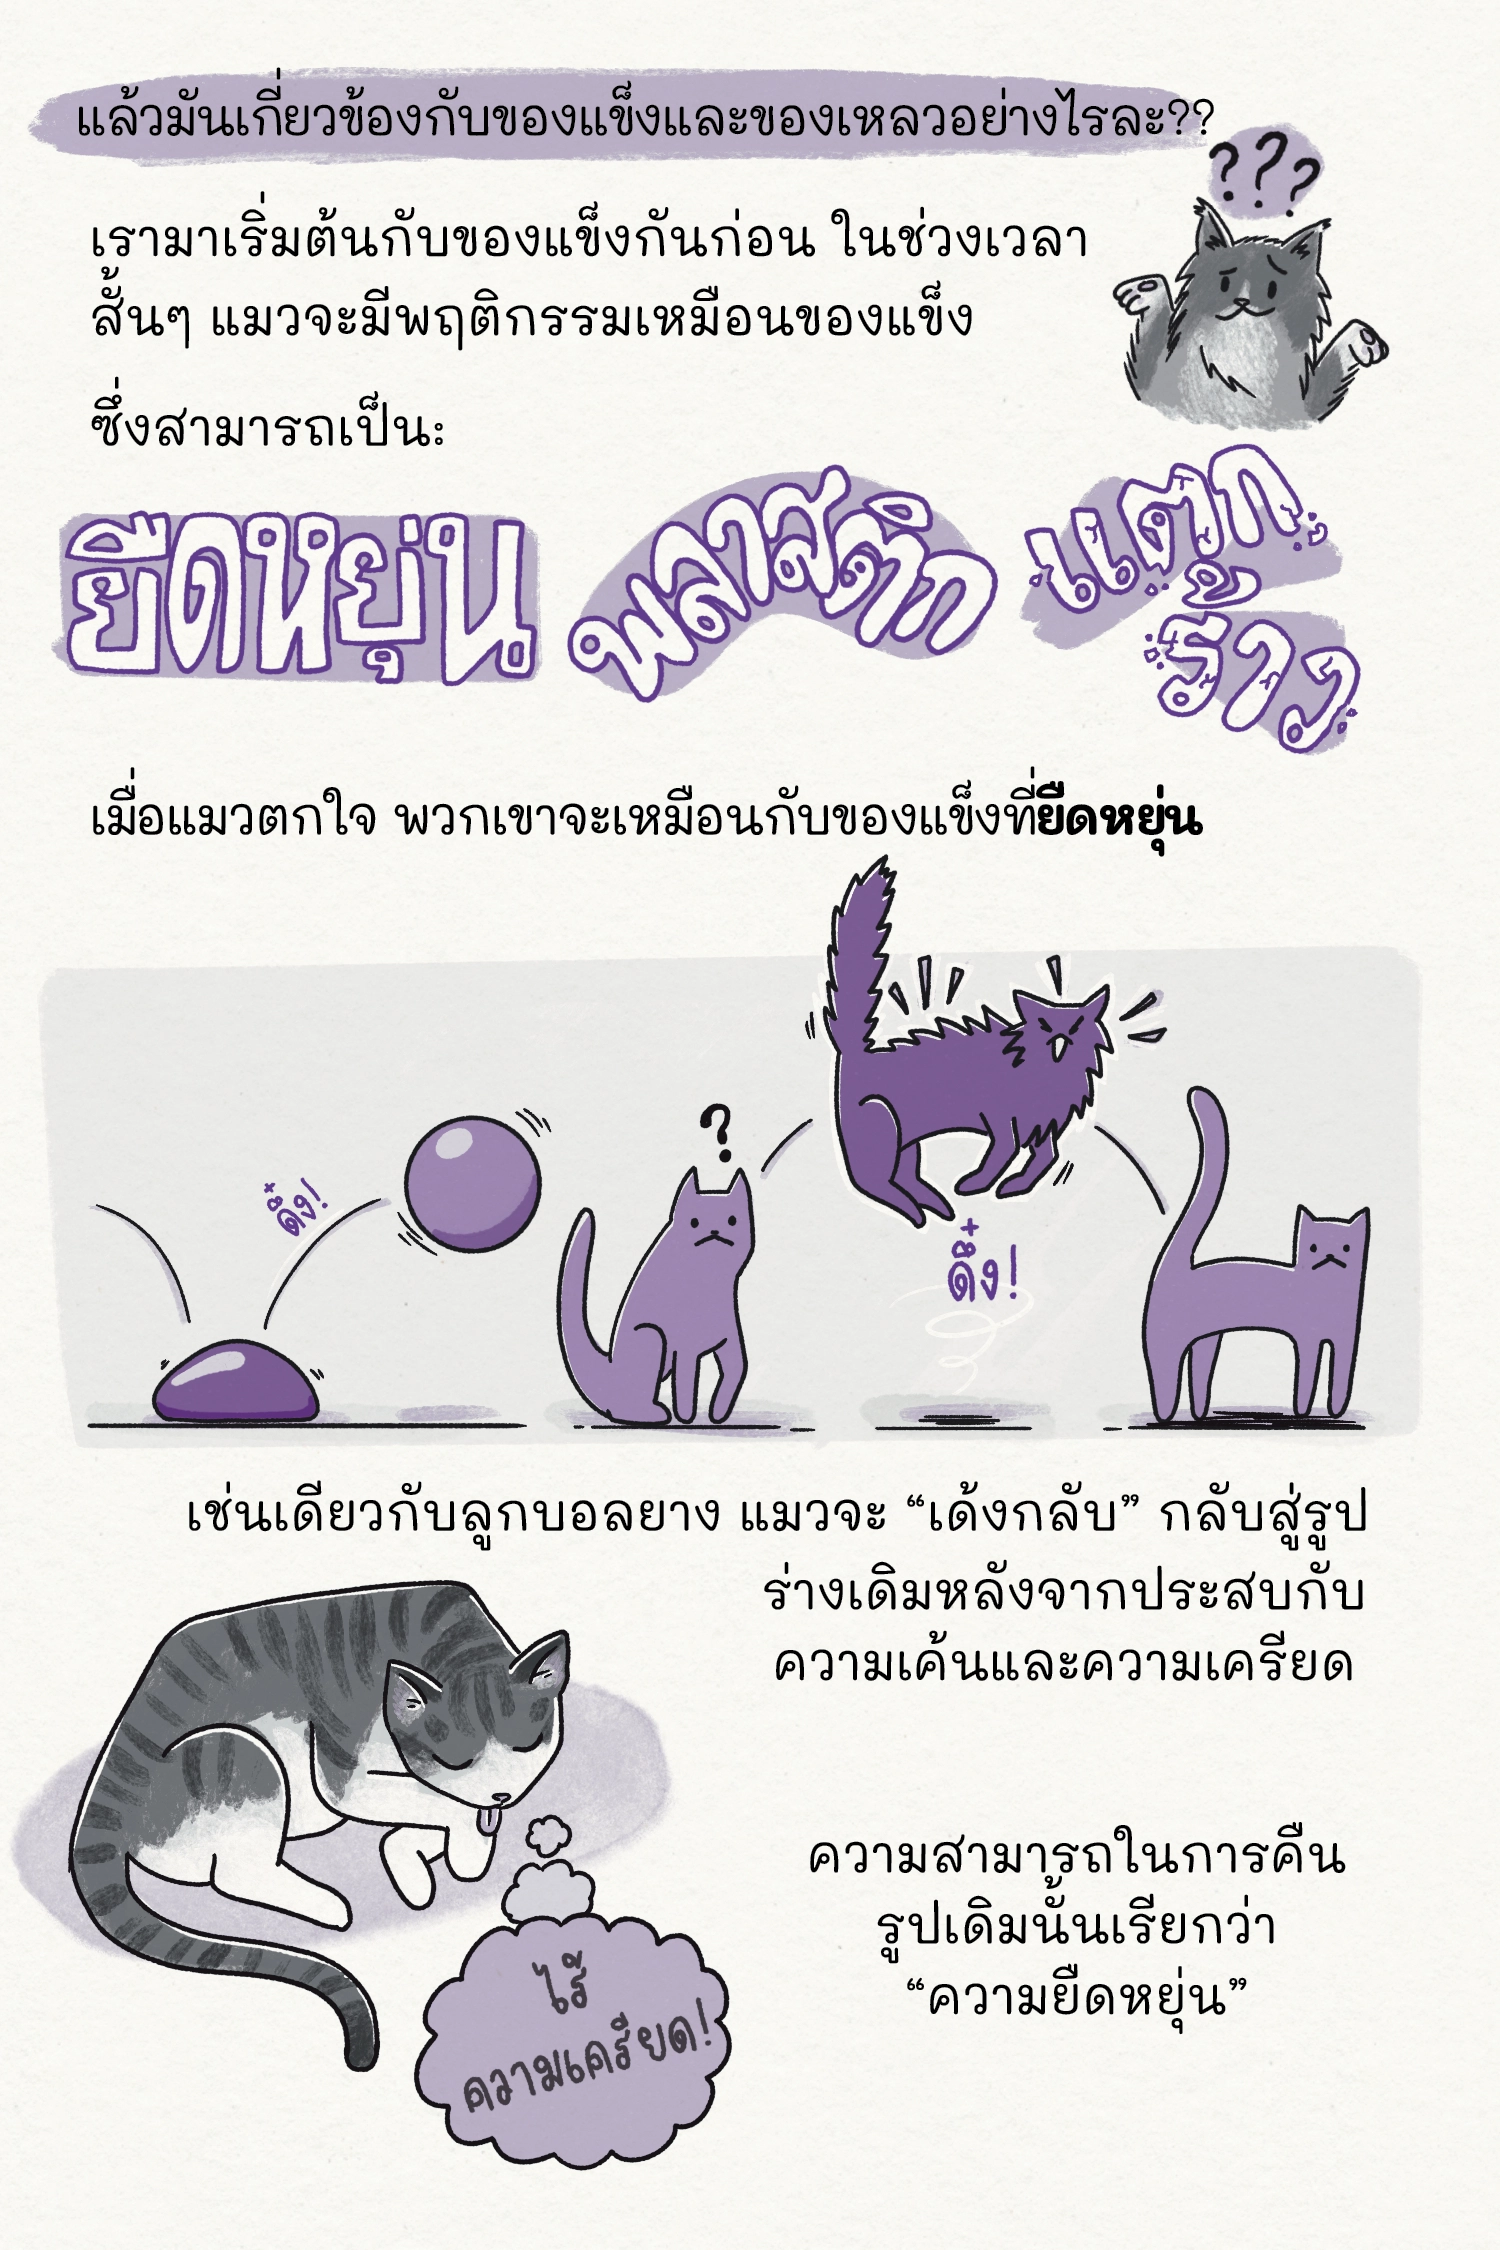 แล้วมันเกี่ยวข้องกับของแข็งและของเหลวอย่างไรละ??
???
เรามาเริ่มต้นกับของแข็งกันก่อน ในช่วงเวลา
สั้นๆ แมวจะมีพฤติกรรมเหมือนของแข็ง
ซึ่งสามารถเป็น:
ยืดหยุ่น
พลาสติก
แตก
ร้าว
เมื่อแมวตกใจ พวกเขาจะเหมือนกับของแข็งที่ยืดหยุ่น
ดึ๋ง!
?
ดึ๋ง!
เช่นเดียวกับลูกบอลยาง แมวจะ “เด้งกลับ” กลับสู่รูป
ร่างเดิมหลังจากประสบกับ
ความเค้นและความเครียด
ความสามารถในการคืน
รูปเดิมนั้นเรียกว่า
“ความยืดหยุ่น”
ไร้
ความเครียด!